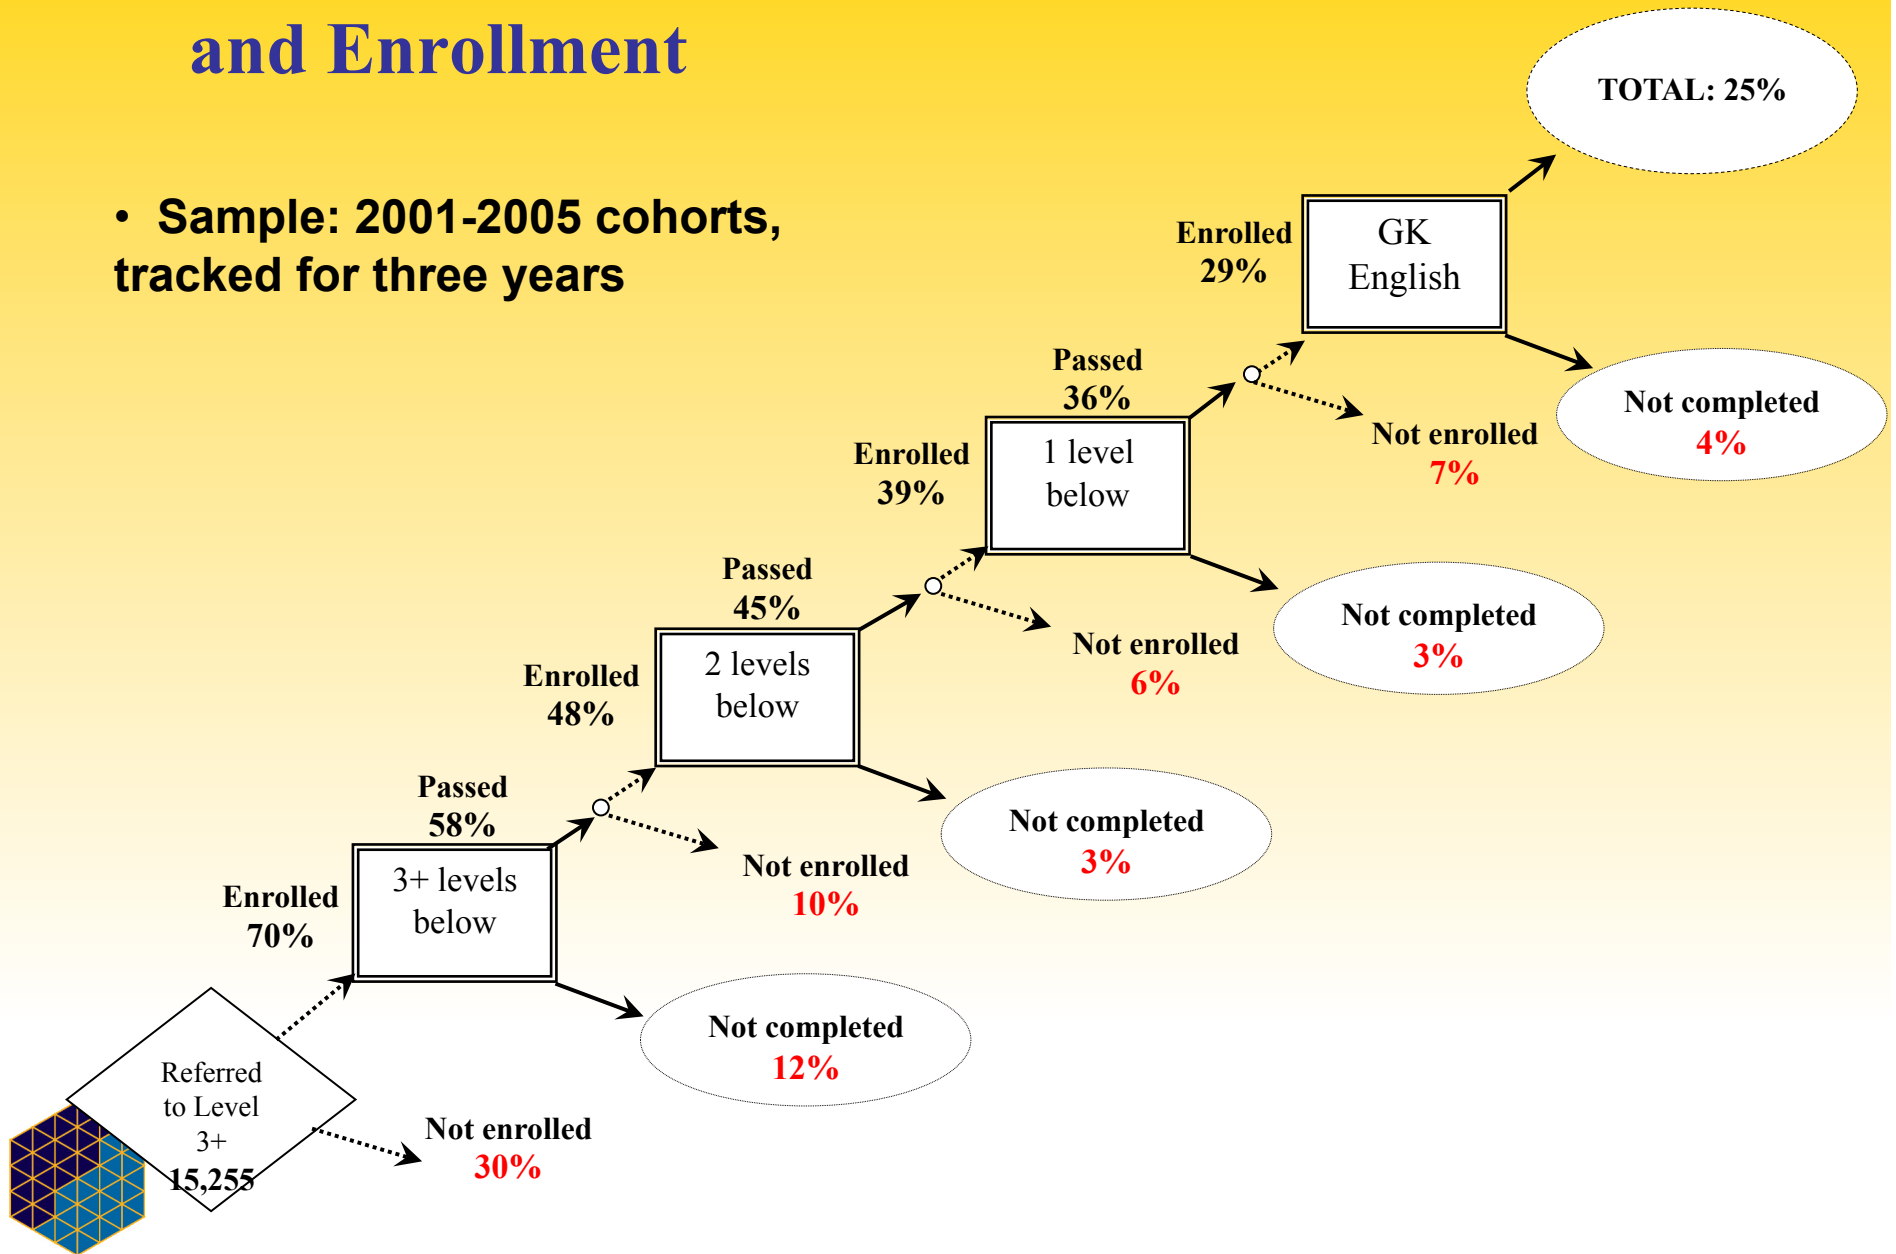 and Enrollment
TOTAL: 25%
• Sample: 2001-2005 cohorts,
tracked for three years
Enrolled
29%
GK
English
Passed
36%
Not enrolled
7%
Not completed
4%
Enrolled
39%
1 level
below
Passed
45%
Not enrolled
6%
Not completed
3%
Enrolled
48%
2 levels
below
Passed
58%
Not enrolled
10%
Not completed
3%
Enrolled
70%
3+ levels
below
Not completed
12%
Referred
to Level
3+
15,255
Not enrolled
30%